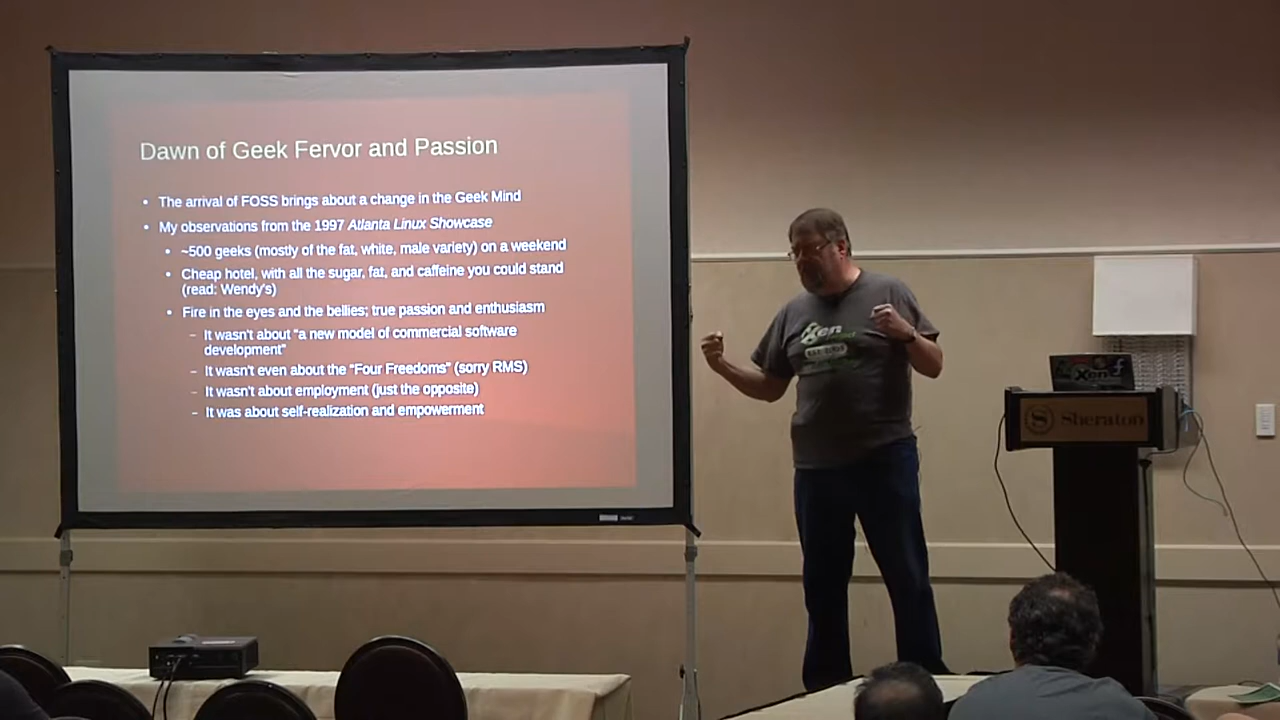 Dawn of Geek Fervor and Passion
• The arrival of FOSS brings about a change in the Geek Mind
• My observations from the 1997 Atlanta Linux Showcase
• ~500 geeks (mostly of the fat, white, male variety) on a weekend
• Cheap hotel, with all the sugar, fat, and caffeine you could stand
(read: Wendy's)
• Fire in the eyes and the bellies; true passion and enthusiasm
– It wasn't about "a new model of commercial software
development"
– It wasn't even about the "Four Freedoms" (sorry RMS)
– It wasn't about employment (just the opposite)
– It was about self-realization and empowerment
Xen
Xen
Sheraton